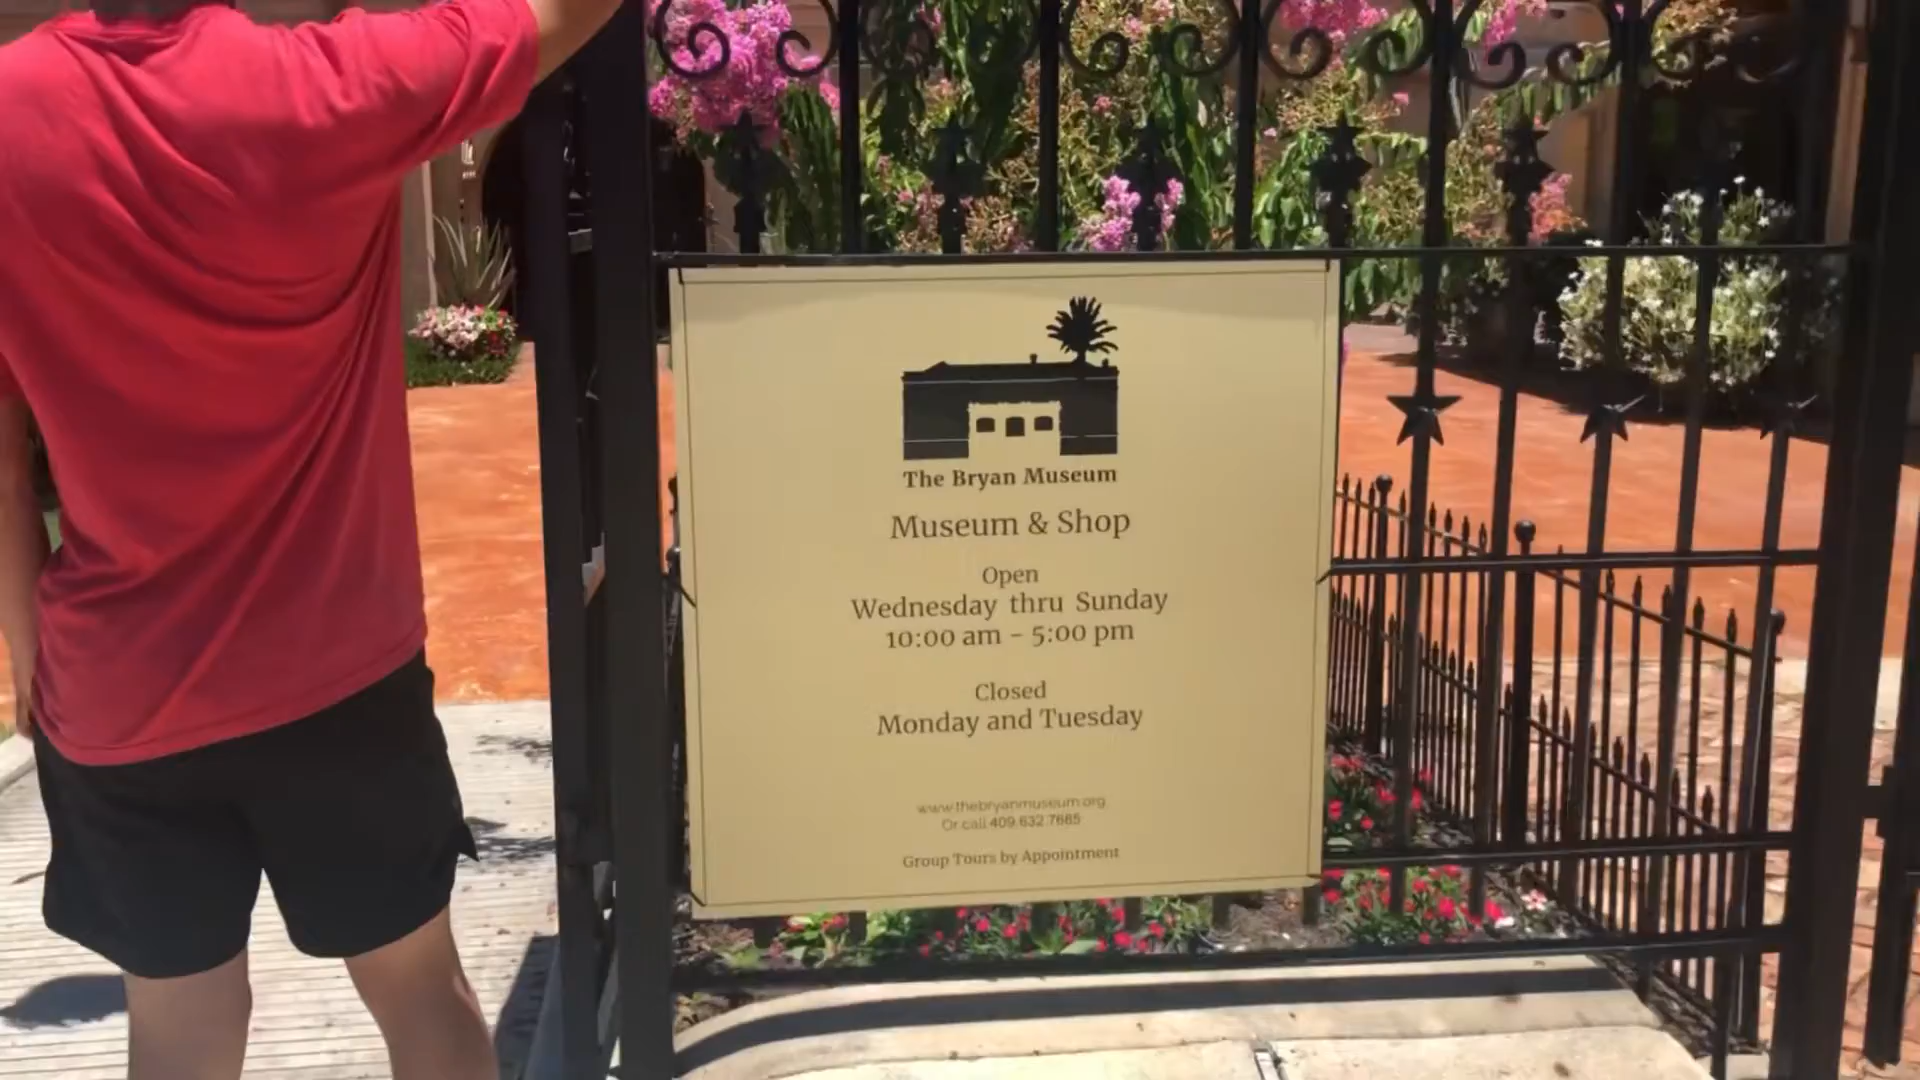 The Bryan Museum
Museum & Shop
Open
Wednesday thru Sunday
10:00 am - 5:00 pm
Closed
Monday and Tuesday
www.thebryanmuseum.org
Or call 409.632.7685
Group Tours by Appointment